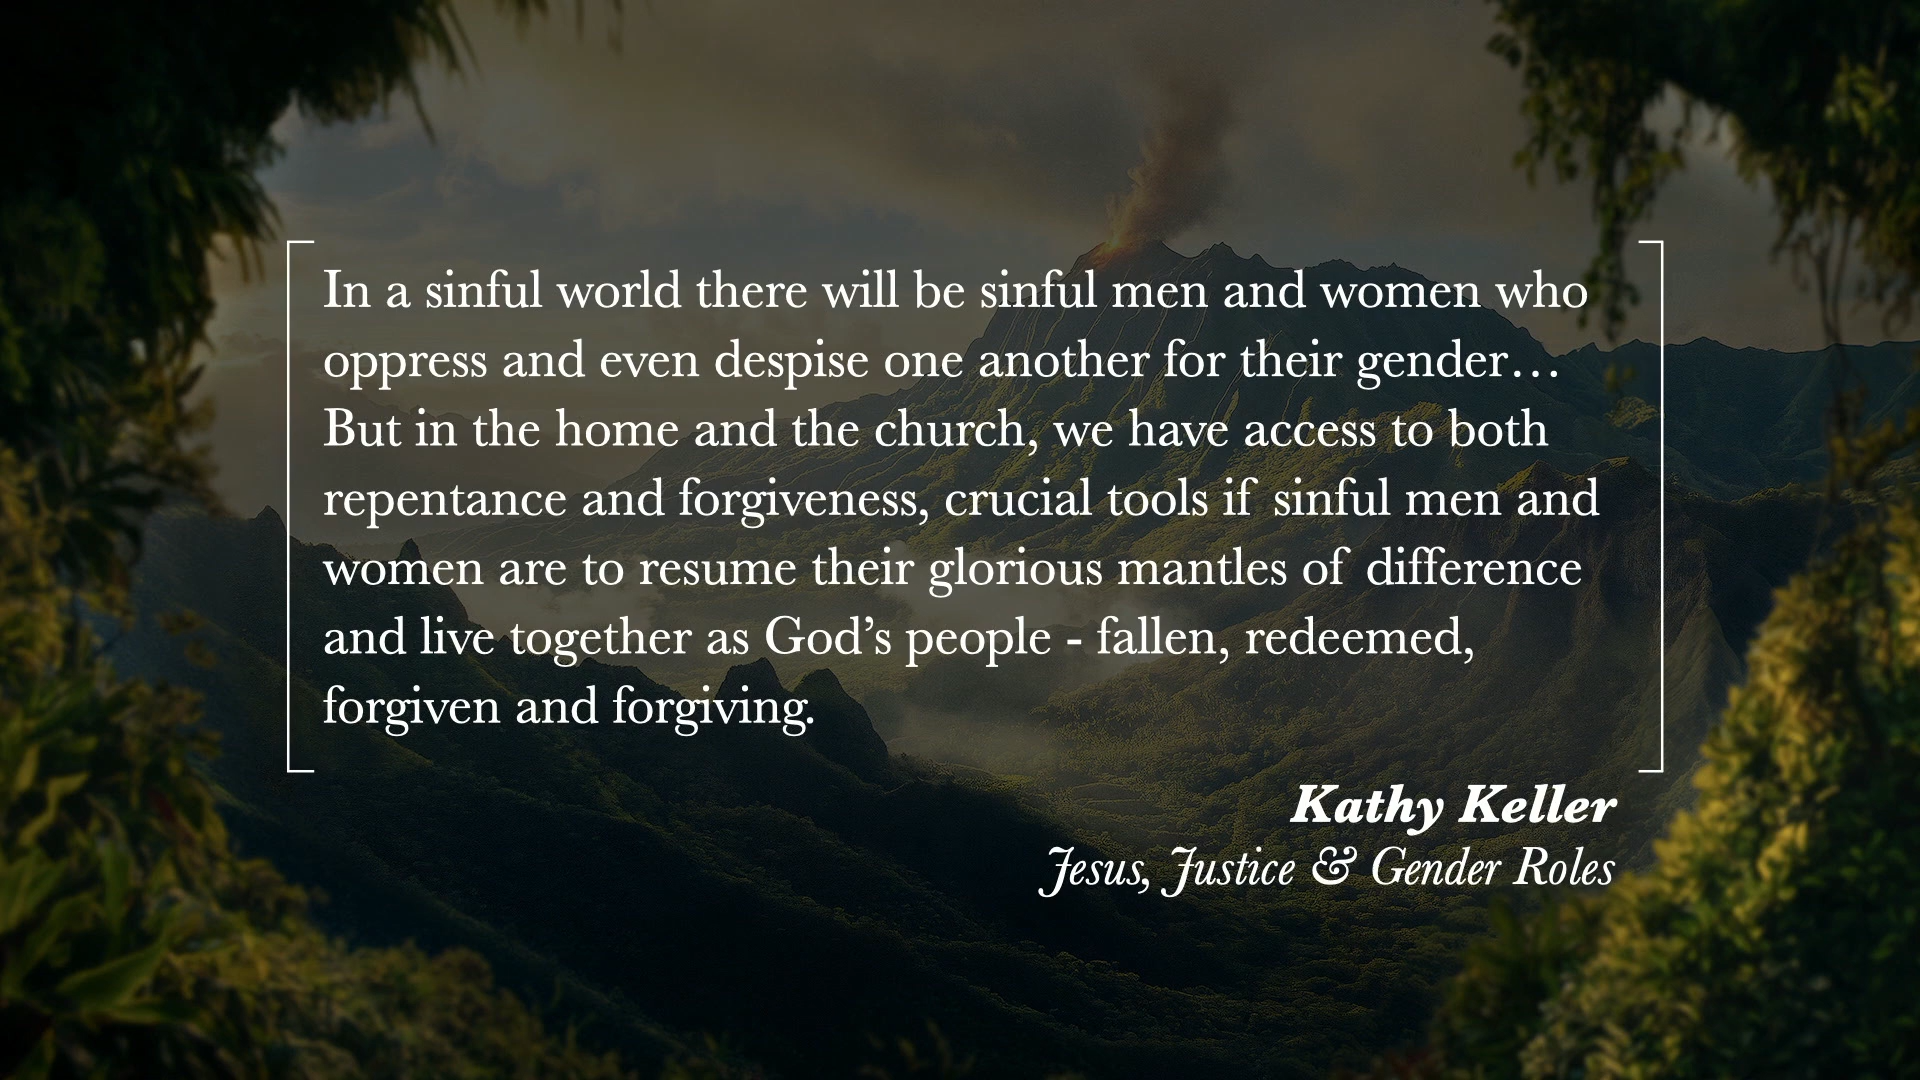 In a sinful world there will be sinful men and women who
oppress and even despise one another for their gender…
But in the home and the church, we have access to both
repentance and forgiveness, crucial tools if sinful men and
women are to resume their glorious mantles of difference
and live together as God’s people - fallen, redeemed,
forgiven and forgiving.
Kathy Keller
Jesus, Justice & Gender Roles